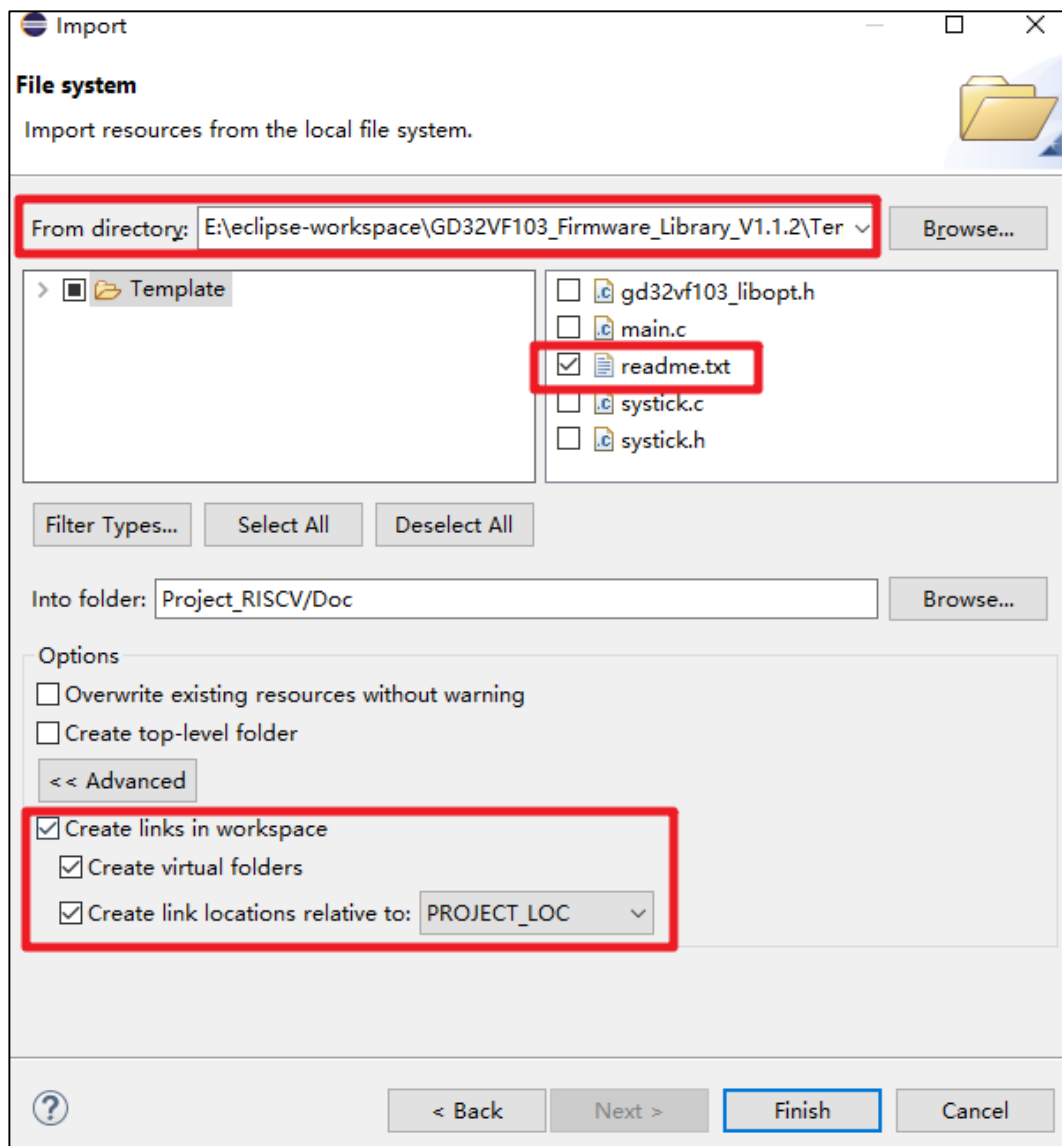 Import
File system
Import resources from the local file system.
From directory: E:\eclipse-workspace\GD32VF103_Firmware_Library_V1.1.2\Ter Browse...
Template
gd32vf103_libopt.h
main.c
readme.txt
systick.c
systick.h
Filter Types... Select All Deselect All
Into folder: Project_RISCV/Doc Browse...
Options
Overwrite existing resources without warning
Create top-level folder
<< Advanced
Create links in workspace
Create virtual folders
Create link locations relative to: PROJECT_LOC
? < Back Next > Finish Cancel